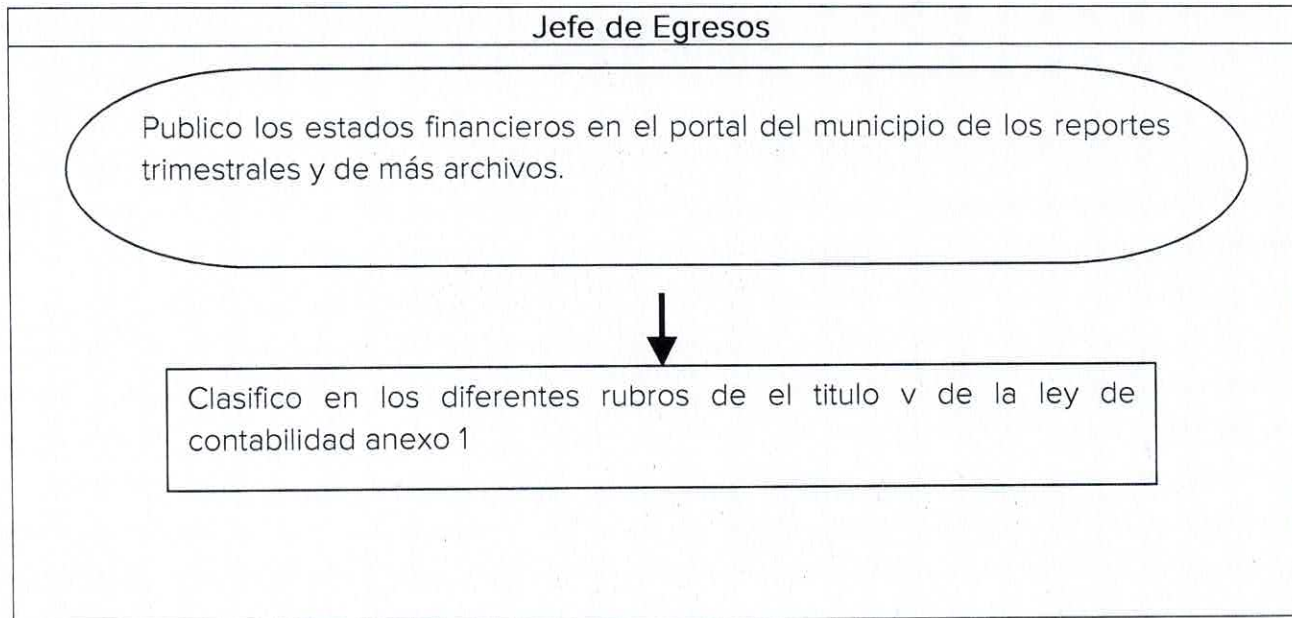 Jefe de Egresos
Publico los estados financieros en el portal del municipio de los reportes
trimestrales y de más archivos.
Clasifico en los diferentes rubros de el titulo v de la ley de
contabilidad anexo 1